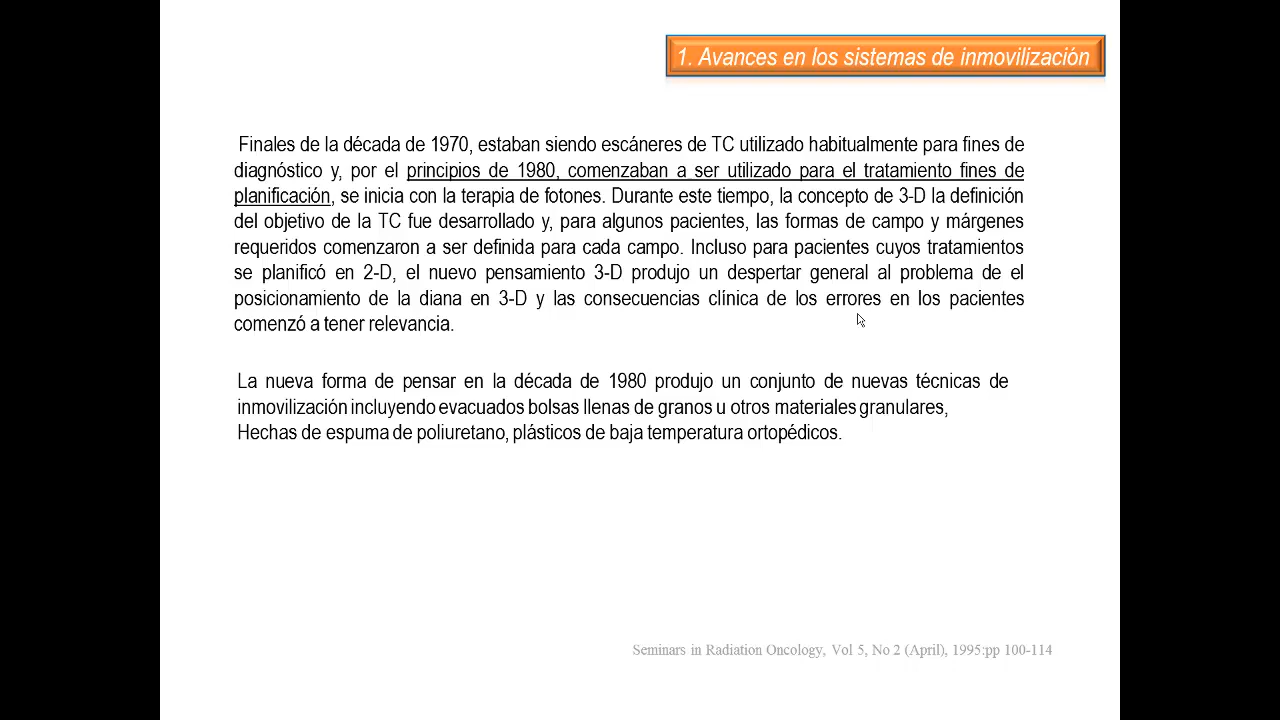 1. Avances en los sistemas de inmovilización
Finales de la década de 1970, estaban siendo escáneres de TC utilizado habitualmente para fines de
diagnóstico y, por el principios de 1980, comenzaban a ser utilizado para el tratamiento fines de
planificación, se inicia con la terapia de fotones. Durante este tiempo, la concepto de 3-D la definición
del objetivo de la TC fue desarrollado y, para algunos pacientes, las formas de campo y márgenes
requeridos comenzaron a ser definida para cada campo. Incluso para pacientes cuyos tratamientos
se planificó en 2-D, el nuevo pensamiento 3-D produjo un despertar general al problema de el
posicionamiento de la diana en 3-D y las consecuencias clínica de los errores en los pacientes
comenzó a tener relevancia.
La nueva forma de pensar en la década de 1980 produjo un conjunto de nuevas técnicas de
inmovilización incluyendo evacuados bolsas llenas de granos u otros materiales granulares,
Hechas de espuma de poliuretano, plásticos de baja temperatura ortopédicos.
Seminars in Radiation Oncology, Vol 5, No 2 (April), 1995:pp 100-114